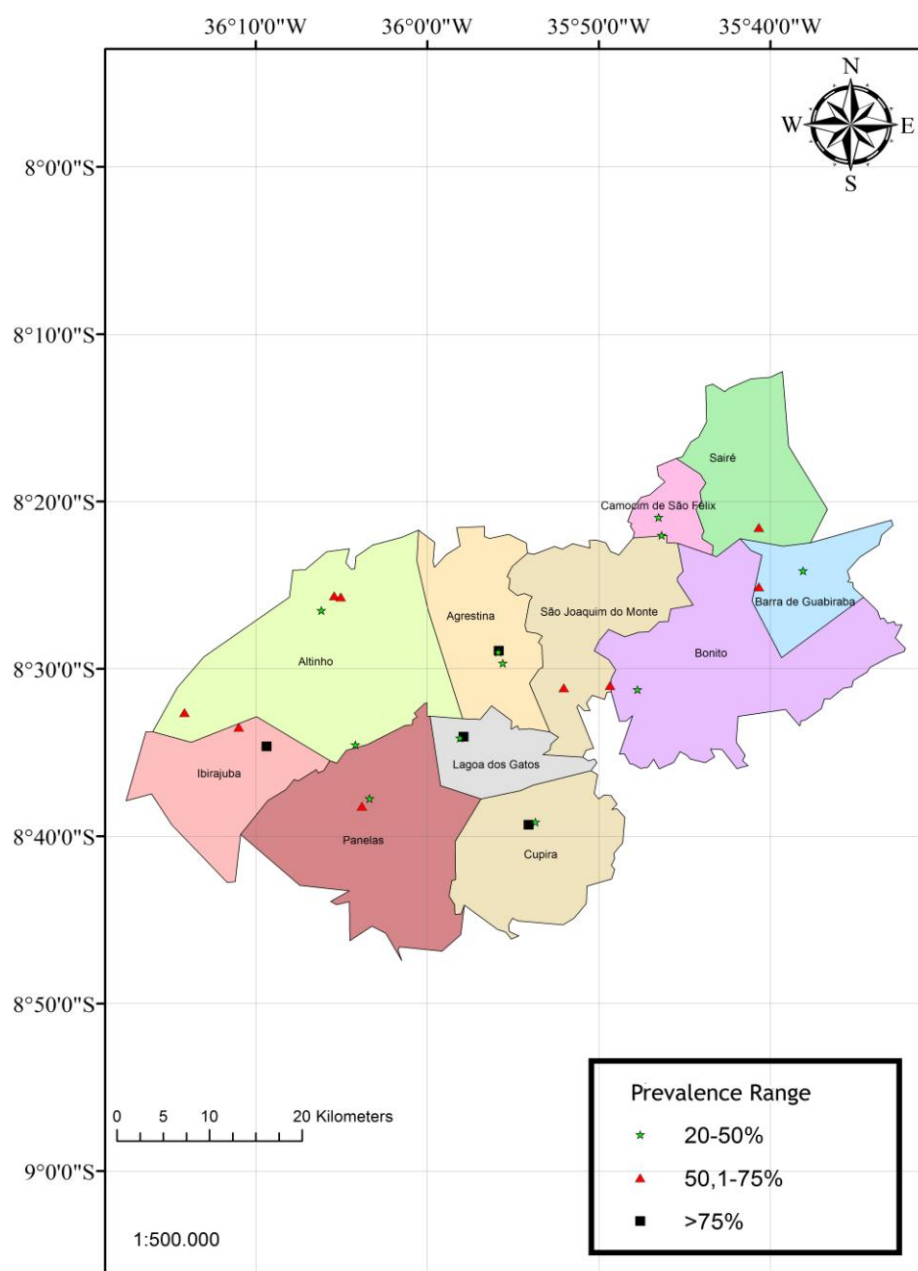 36°10'0"W 36°0'0"W 35°50'0"W 35°40'0"W
N
W E
S
8°0'0"S
8°10'0"S
Sairé
8°20'0"S
Camocim de São Félix
Barra de Guabiraba
São Joaquim do Monte
Agrestina
8°30'0"S
Bonito
Altinho
Lagoa dos Gatos
Ibirajuba
8°40'0"S
Panelas
Cupira
8°50'0"S
Prevalence Range
20-50%
50,1-75%
>75%
0 5 10 20 Kilometers
9°0'0"S
1:500.000